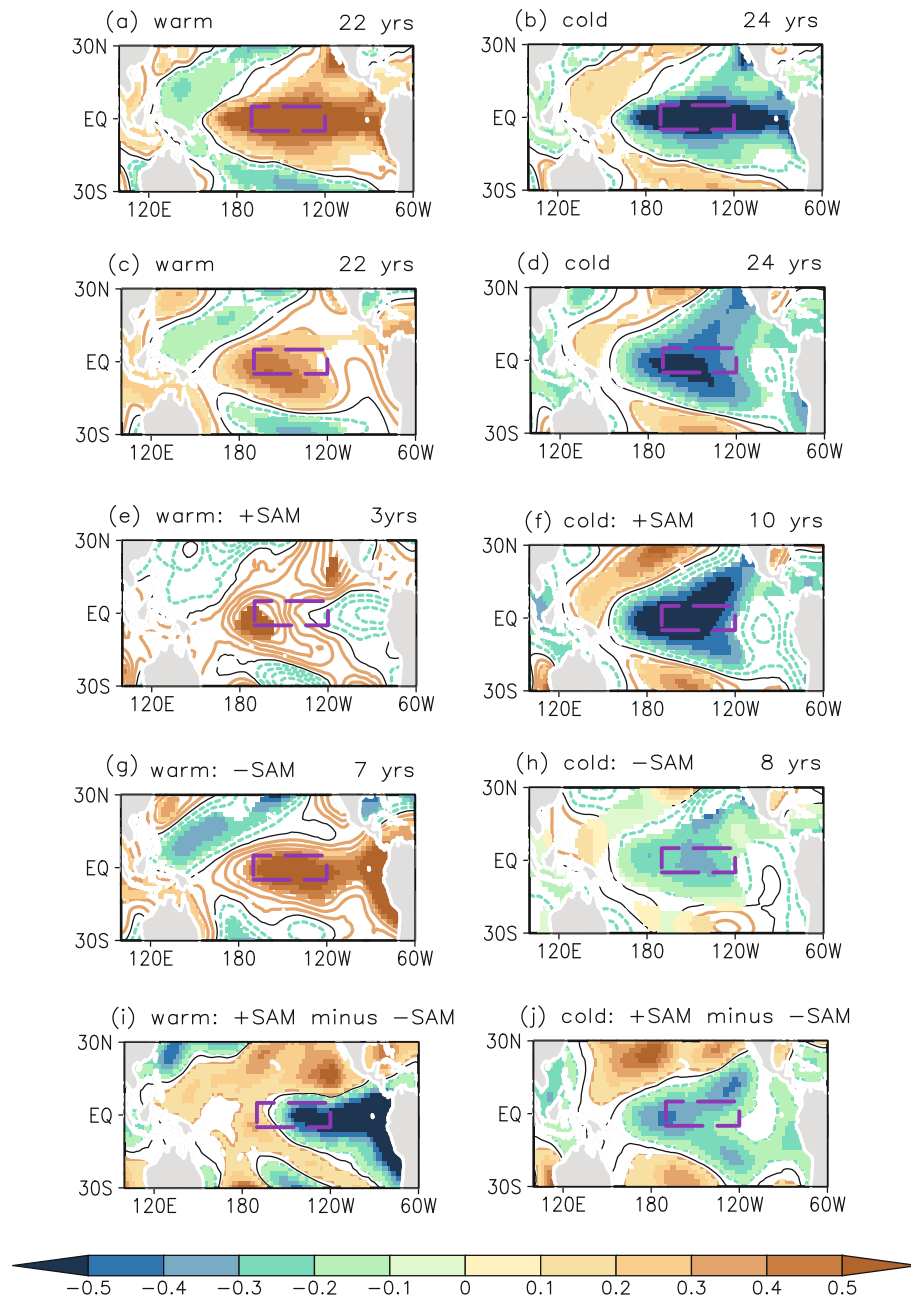 (a) warm 22 yrs (b) cold 24 yrs
30N 30N
EQ EQ
30S 30S
120E 180 120W 60W 120E 180 120W 60W
(c) warm 22 yrs (d) cold 24 yrs
30N 30N
EQ EQ
30S 30S
120E 180 120W 60W 120E 180 120W 60W
(e) warm: +SAM 3yrs (f) cold: +SAM 10 yrs
30N 30N
EQ EQ
30S 30S
120E 180 120W 60W 120E 180 120W 60W
(g) warm: −SAM 7 yrs (h) cold: −SAM 8 yrs
30N 30N
EQ EQ
30S 30S
120E 180 120W 60W 120E 180 120W 60W
(i) warm: +SAM minus −SAM (j) cold: +SAM minus −SAM
30N 30N
EQ EQ
30S 30S
120E 180 120W 60W 120E 180 120W 60W
−0.5 −0.4 −0.3 −0.2 −0.1 0 0.1 0.2 0.3 0.4 0.5